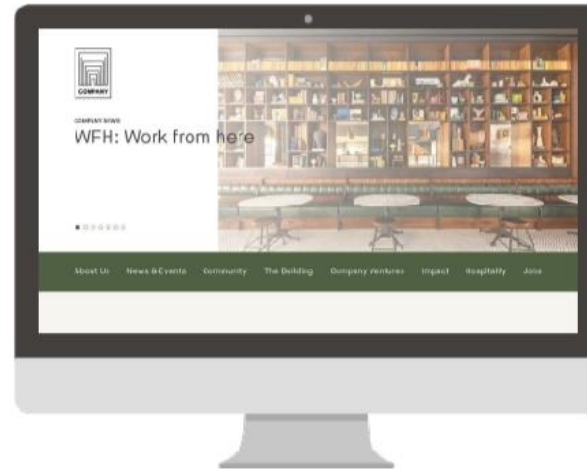 COMPANY
COMPANY NEWS
WFH: Work from here
About Us News & Events Community The Building Company Ventures Impact Hospitality Jobs